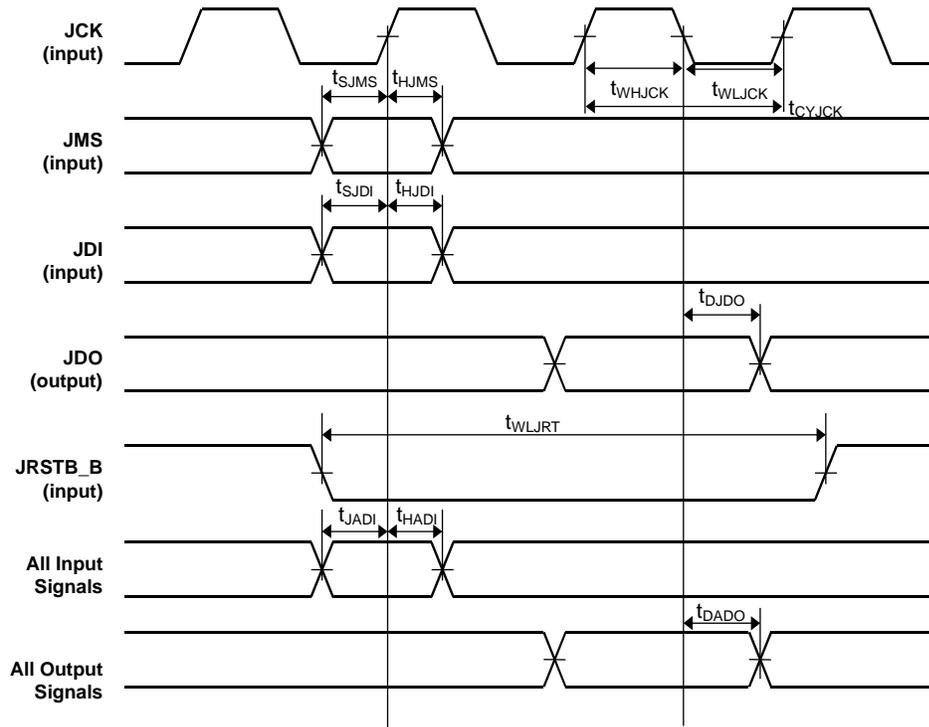 JCK
(input)
tSJMS
tHJMS
tWHJCK
tWLJCK
tCYJCK
JMS
(input)
tSJDI
tHJDI
JDI
(input)
tDJDO
JDO
(output)
tWLJRT
JRSTB_B
(input)
tJADI
tHADI
All Input
Signals
tDADO
All Output
Signals